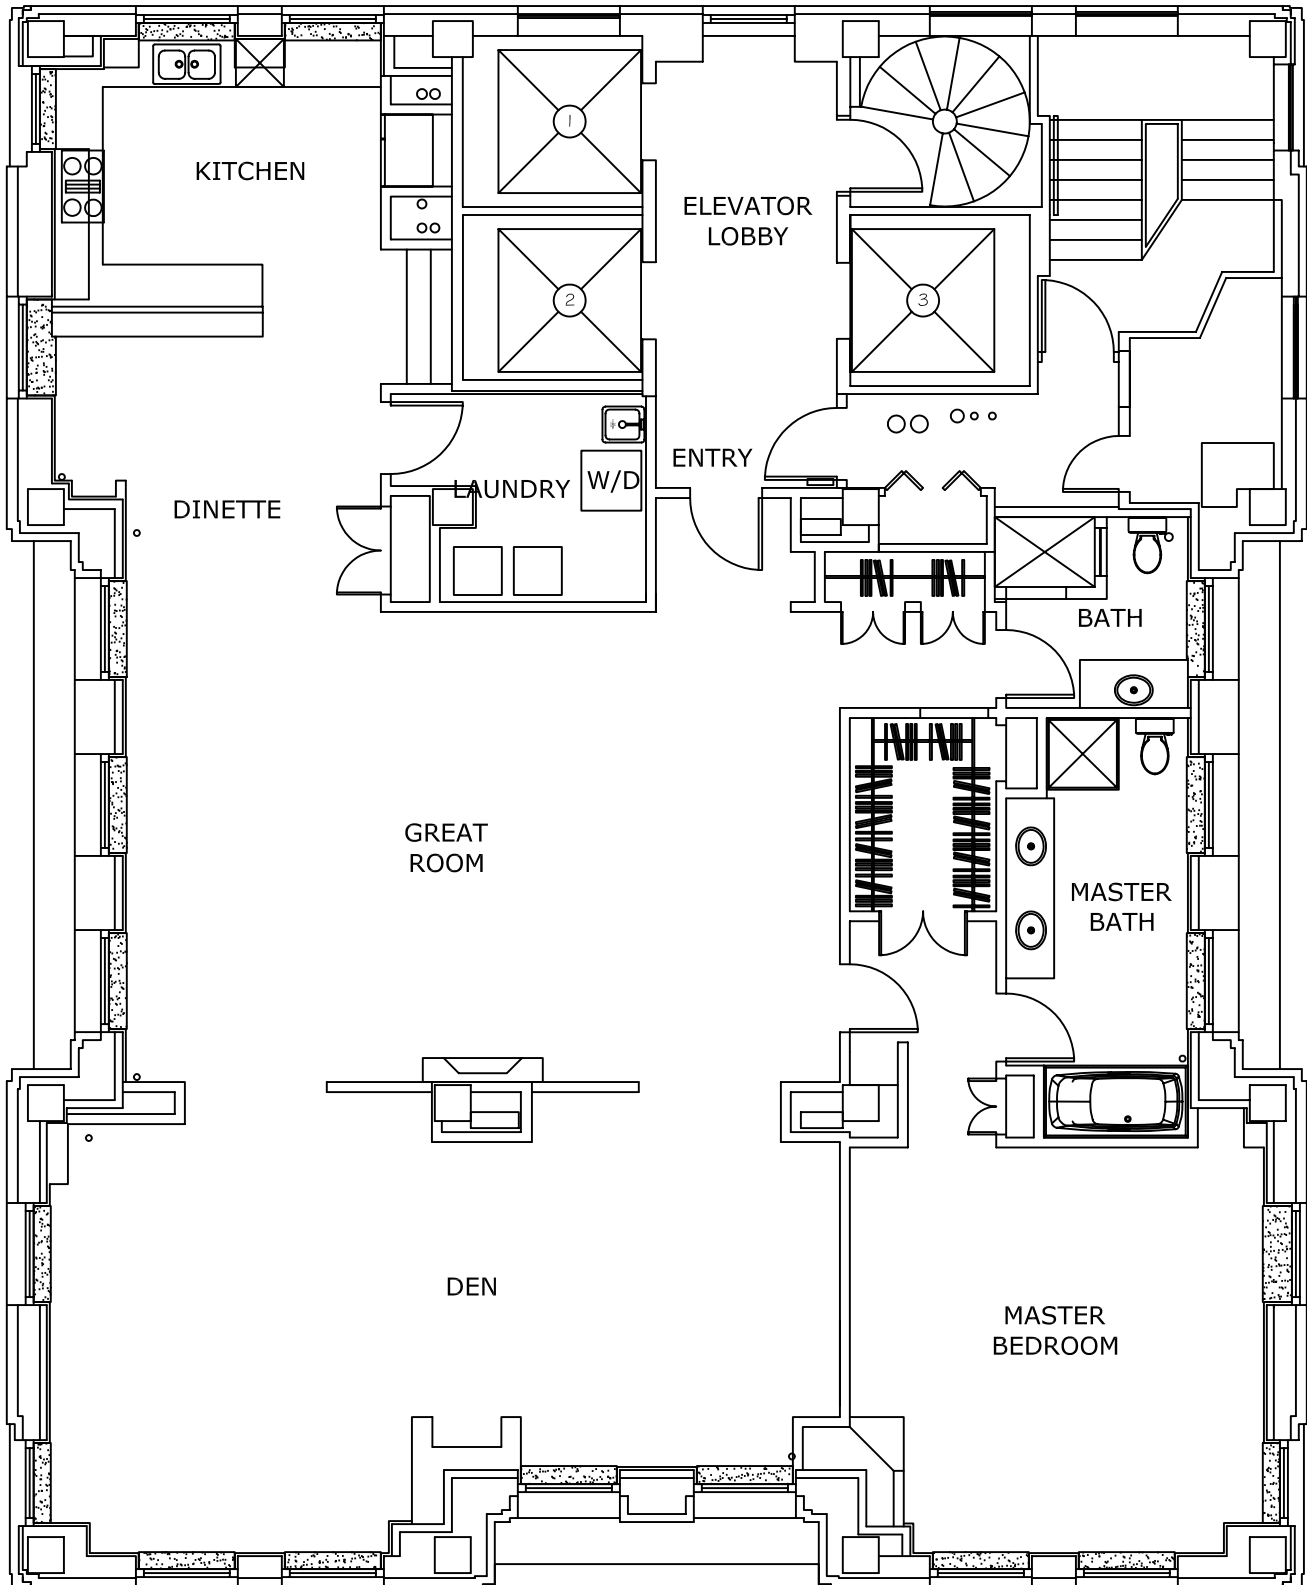 1
KITCHEN
ELEVATOR
LOBBY
2
3
ENTRY
LAUNDRY
W/D
DINETTE
BATH
GREAT
ROOM
MASTER
BATH
DEN
MASTER
BEDROOM